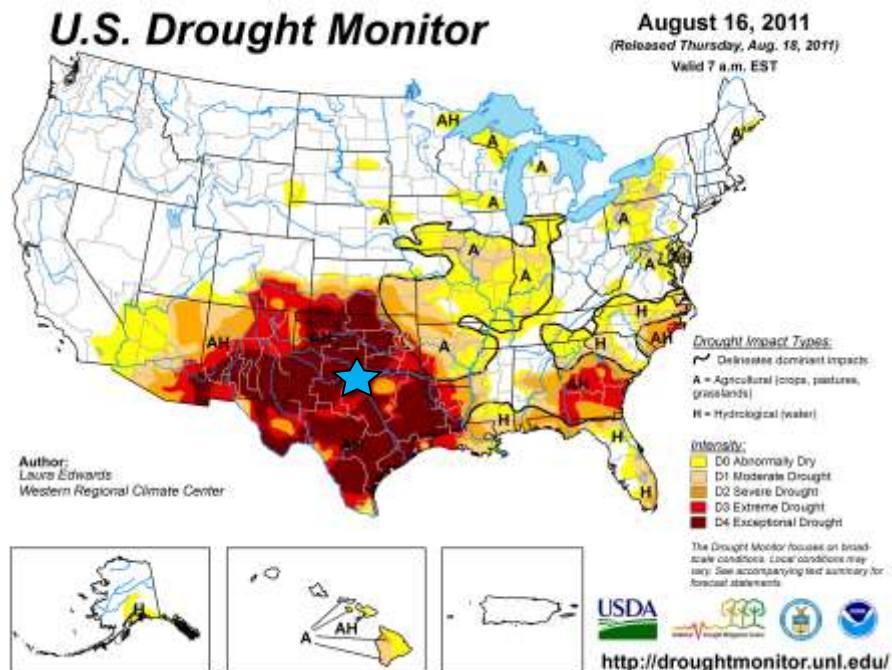 U.S. Drought Monitor
August 16, 2011
(Released Thursday, Aug. 18, 2011)
Valid 7 a.m. EST
AH
A
A
A
A
A
A
A
A
A
H
AH
AH
A
H
H
AH
AH
AH
H
H
H
Drought Impact Types:
Delineates dominant impacts
A = Agricultural (crops, pastures,
grasslands)
H = Hydrological (water)
Intensity:
D0 Abnormally Dry
D1 Moderate Drought
D2 Severe Drought
D3 Extreme Drought
D4 Exceptional Drought
Author:
Laura Edwards
Western Regional Climate Center
The Drought Monitor focuses on broad-
scale conditions. Local conditions may
vary. See accompanying text summary for
forecast statements.
H
A
AH
USDA
http://droughtmonitor.unl.edu/